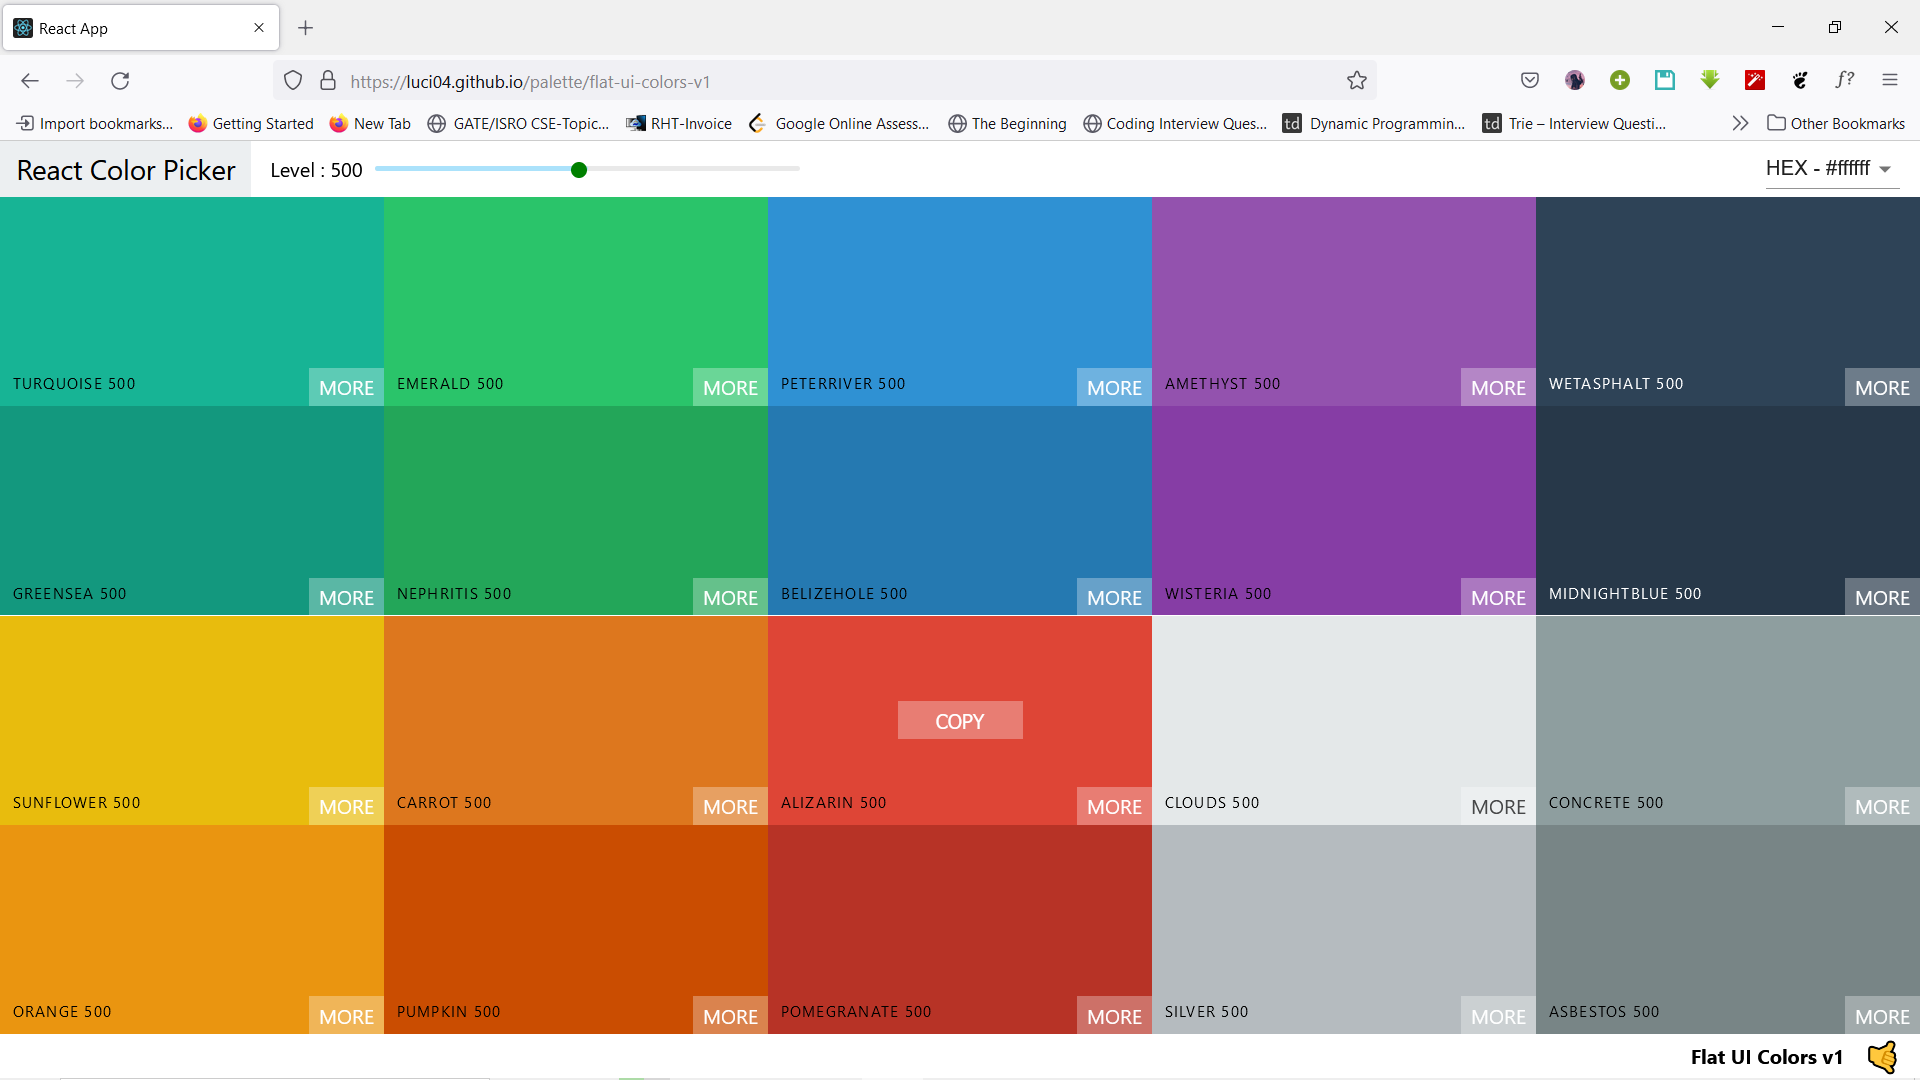 React App
https://luci04.github.io/palette/flat-ui-colors-v1
f?
Import bookmarks... Getting Started New Tab GATE/ISRO CSE-Topic... RHT-Invoice Google Online Assess... The Beginning Coding Interview Ques... td Dynamic Programmin... td Trie – Interview Questi... Other Bookmarks
React Color Picker Level : 500 HEX - #ffffff
TURQUOISE 500 MORE EMERALD 500 MORE PETERRIVER 500 MORE AMETHYST 500 MORE WETASPHALT 500 MORE
GREENSEA 500 MORE NEPHRITIS 500 MORE BELIZEHOLE 500 MORE WISTERIA 500 MORE MIDNIGHTBLUE 500 MORE
COPY
SUNFLOWER 500 MORE CARROT 500 MORE ALIZARIN 500 MORE CLOUDS 500 MORE CONCRETE 500 MORE
ORANGE 500 MORE PUMPKIN 500 MORE POMEGRANATE 500 MORE SILVER 500 MORE ASBESTOS 500 MORE
Flat UI Colors v1